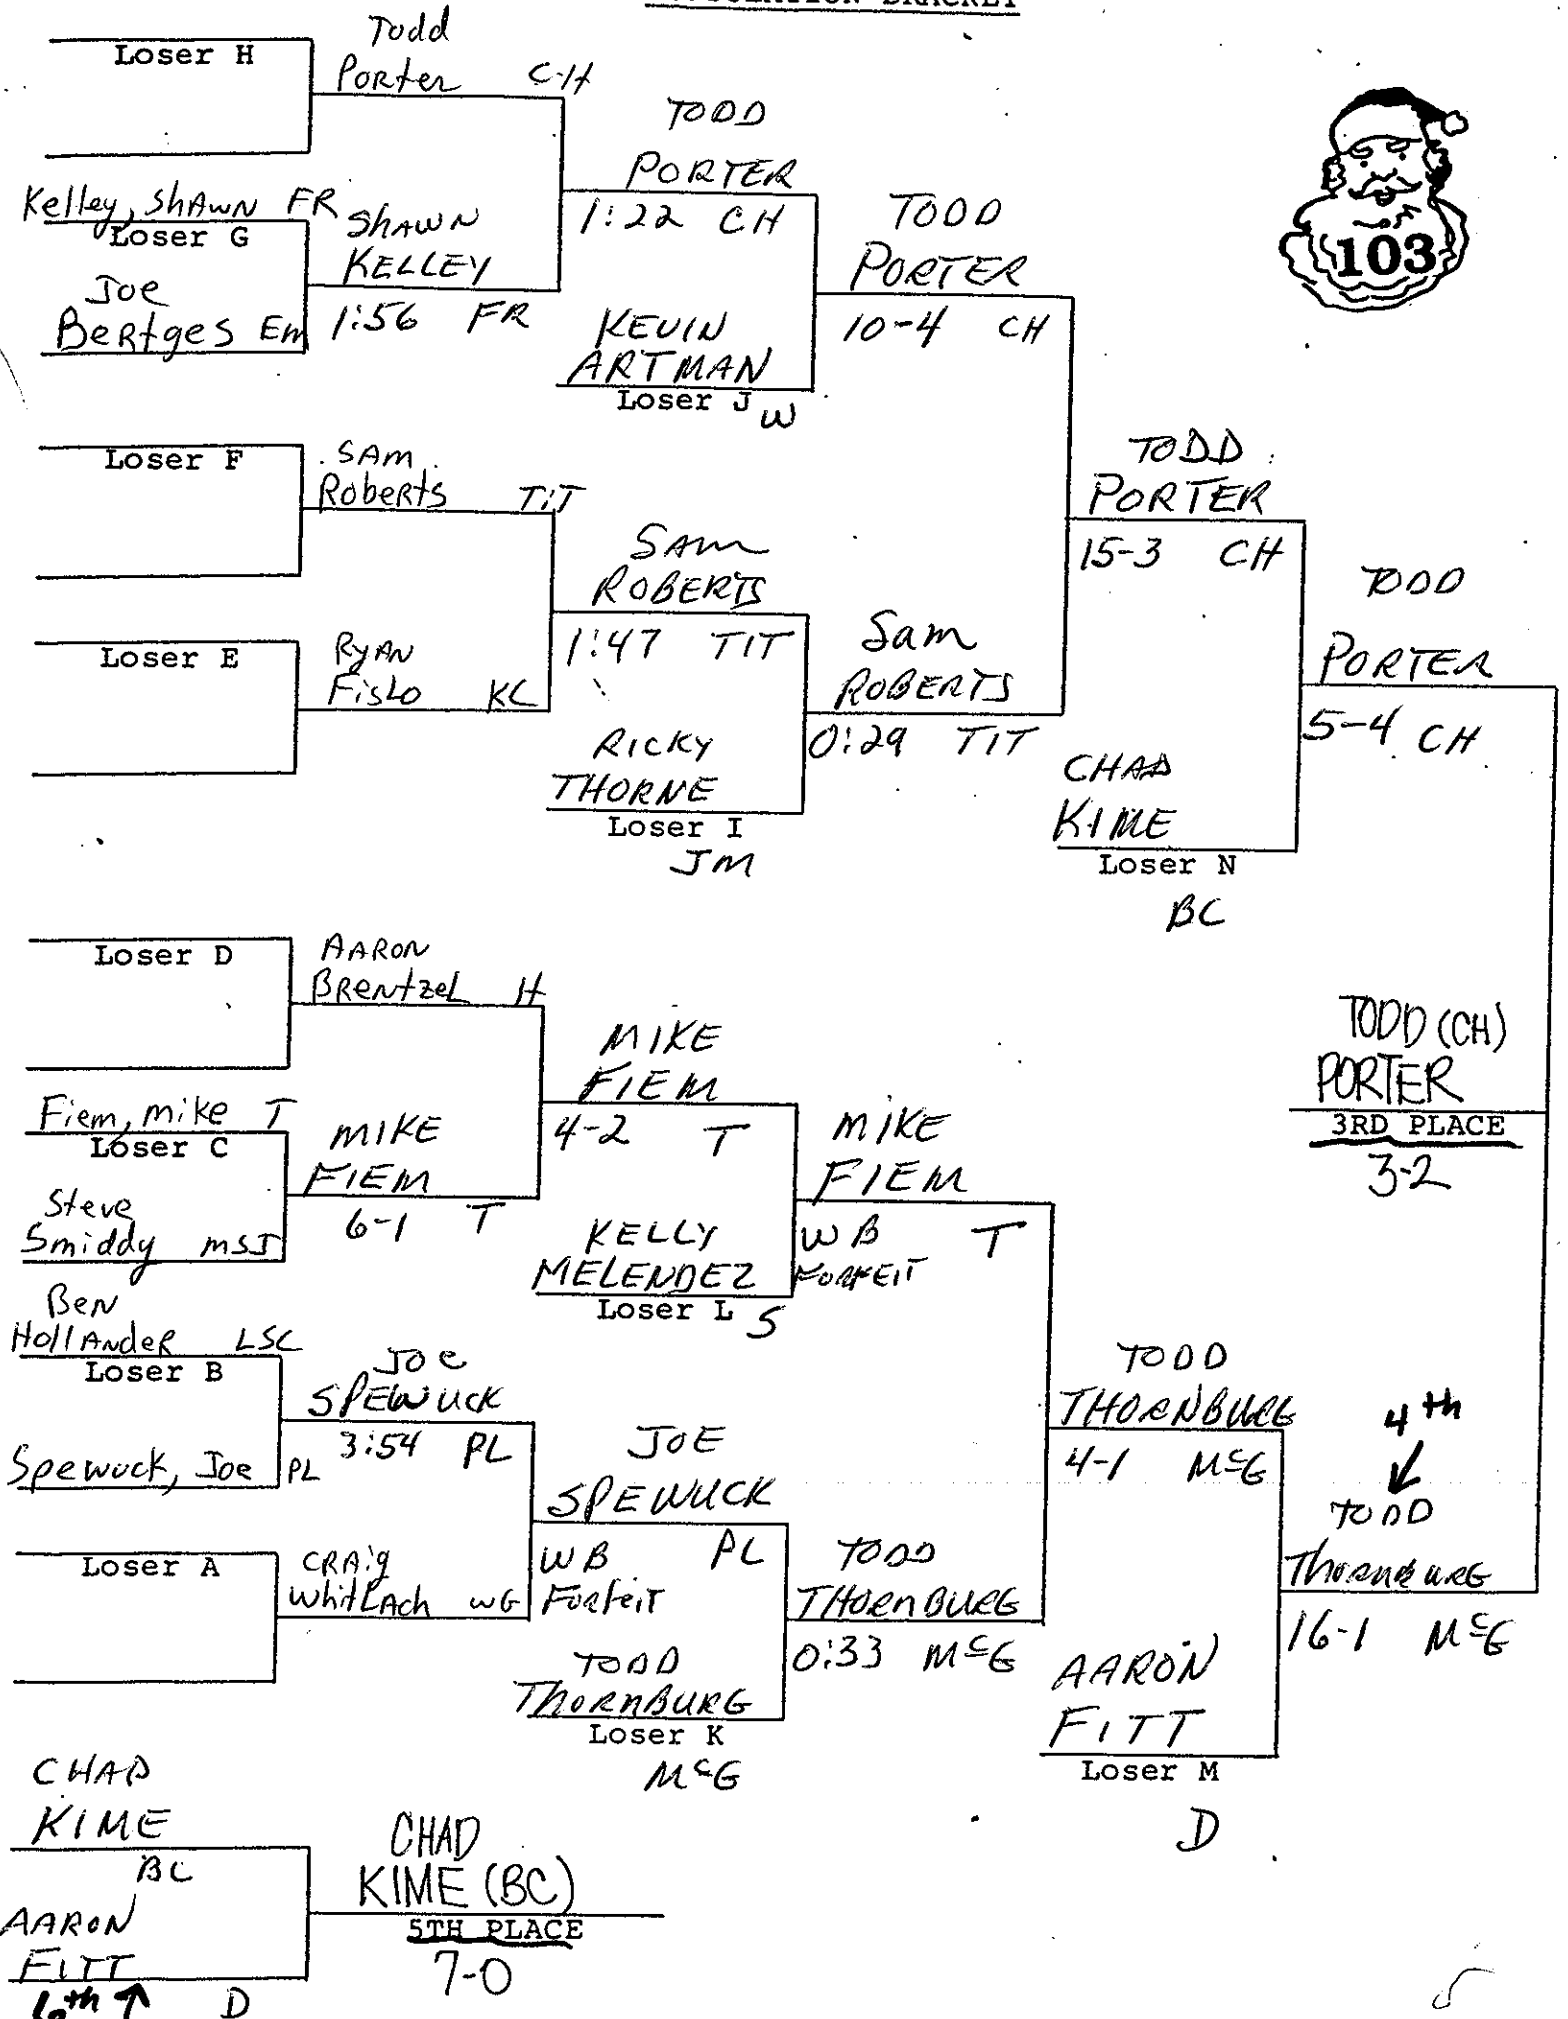 BRACKET
Loser H
Todd
Porter C-H
Kelley, Shawn FR
Loser G
Joe
Bertges Em
SHAWN
KELLEY
1:56 FR
TODD
PORTER
1:22 CH
KEVIN
ARTMAN
Loser J W
TODD
PORTER
10-4 CH
103
Loser F
SAM
Roberts TIT
Loser E
RYAN
Fislo KC
SAM
ROBERTS
1:47 TIT
RICKY
THORNE
Loser I
JM
Sam
ROBERTS
0:29 TIT
TODD
PORTER
15-3 CH
CHAD
KIME
Loser N
BC
TODD
PORTER
5-4 CH
Loser D
AARON
BRentzel H
Fiem, mike T
Loser C
Steve
Smiddy MSJ
MIKE
FIEM
6-1 T
MIKE
FIEM
4-2 T
KELLY
MELENDEZ
Loser L S
MIKE
FIEM
WB T
FORFEIT
Ben
Hollander LSC
Loser B
Spewuck, Joe PL
Joe
SPEWUCK
3:54 PL
Loser A
CRAig
WhitLAch WG
JOE
SPEWUCK
WB PL
Forfeit
TODD
ThornBURG
Loser K
McG
TODD
THORNBURG
0:33 McG
TODD
THORNBURG
4-1 McG
AARON
FITT
Loser M
D
4th
TODD
Thornburg
16-1 McG
TODD (CH)
PORTER
3RD PLACE
3-2
CHAD
KIME
BC
AARON
FITT
6th D
CHAD
KIME (BC)
5TH PLACE
7-0